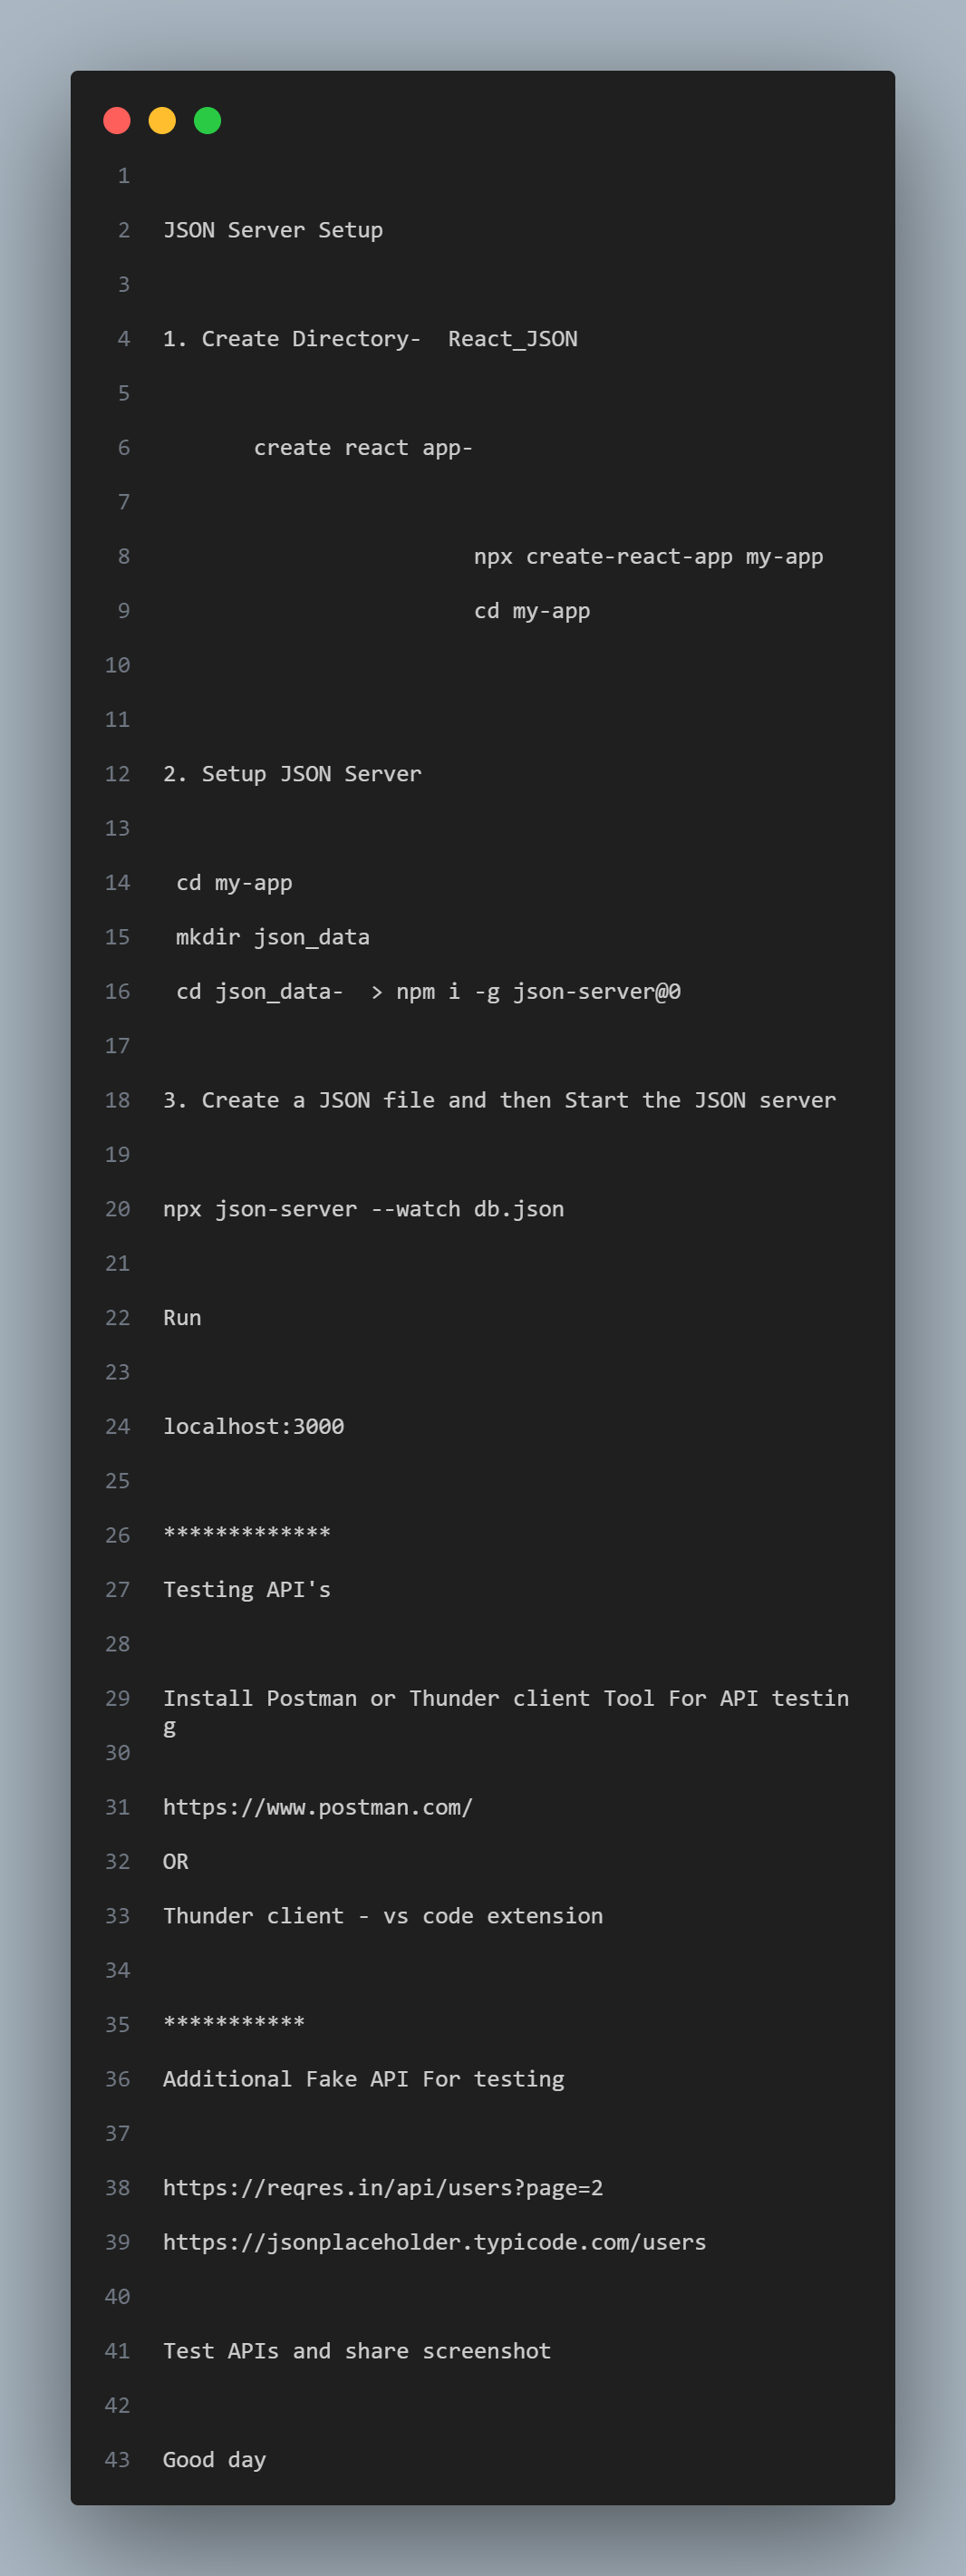 1
2 JSON Server Setup
3
4 1. Create Directory-  React_JSON
5
6        create react app-
7
8                         npx create-react-app my-app
9                         cd my-app
10
11
12 2. Setup JSON Server
13
14  cd my-app
15  mkdir json_data
16  cd json_data-  > npm i -g json-server@0
17
18 3. Create a JSON file and then Start the JSON server
19
20 npx json-server --watch db.json
21
22 Run
23
24 localhost:3000
25
26 *************
27 Testing API's
28
29 Install Postman or Thunder client Tool For API testin
g
30
31 https://www.postman.com/
32 OR
33 Thunder client - vs code extension
34
35 ***********
36 Additional Fake API For testing
37
38 https://reqres.in/api/users?page=2
39 https://jsonplaceholder.typicode.com/users
40
41 Test APIs and share screenshot
42
43 Good day